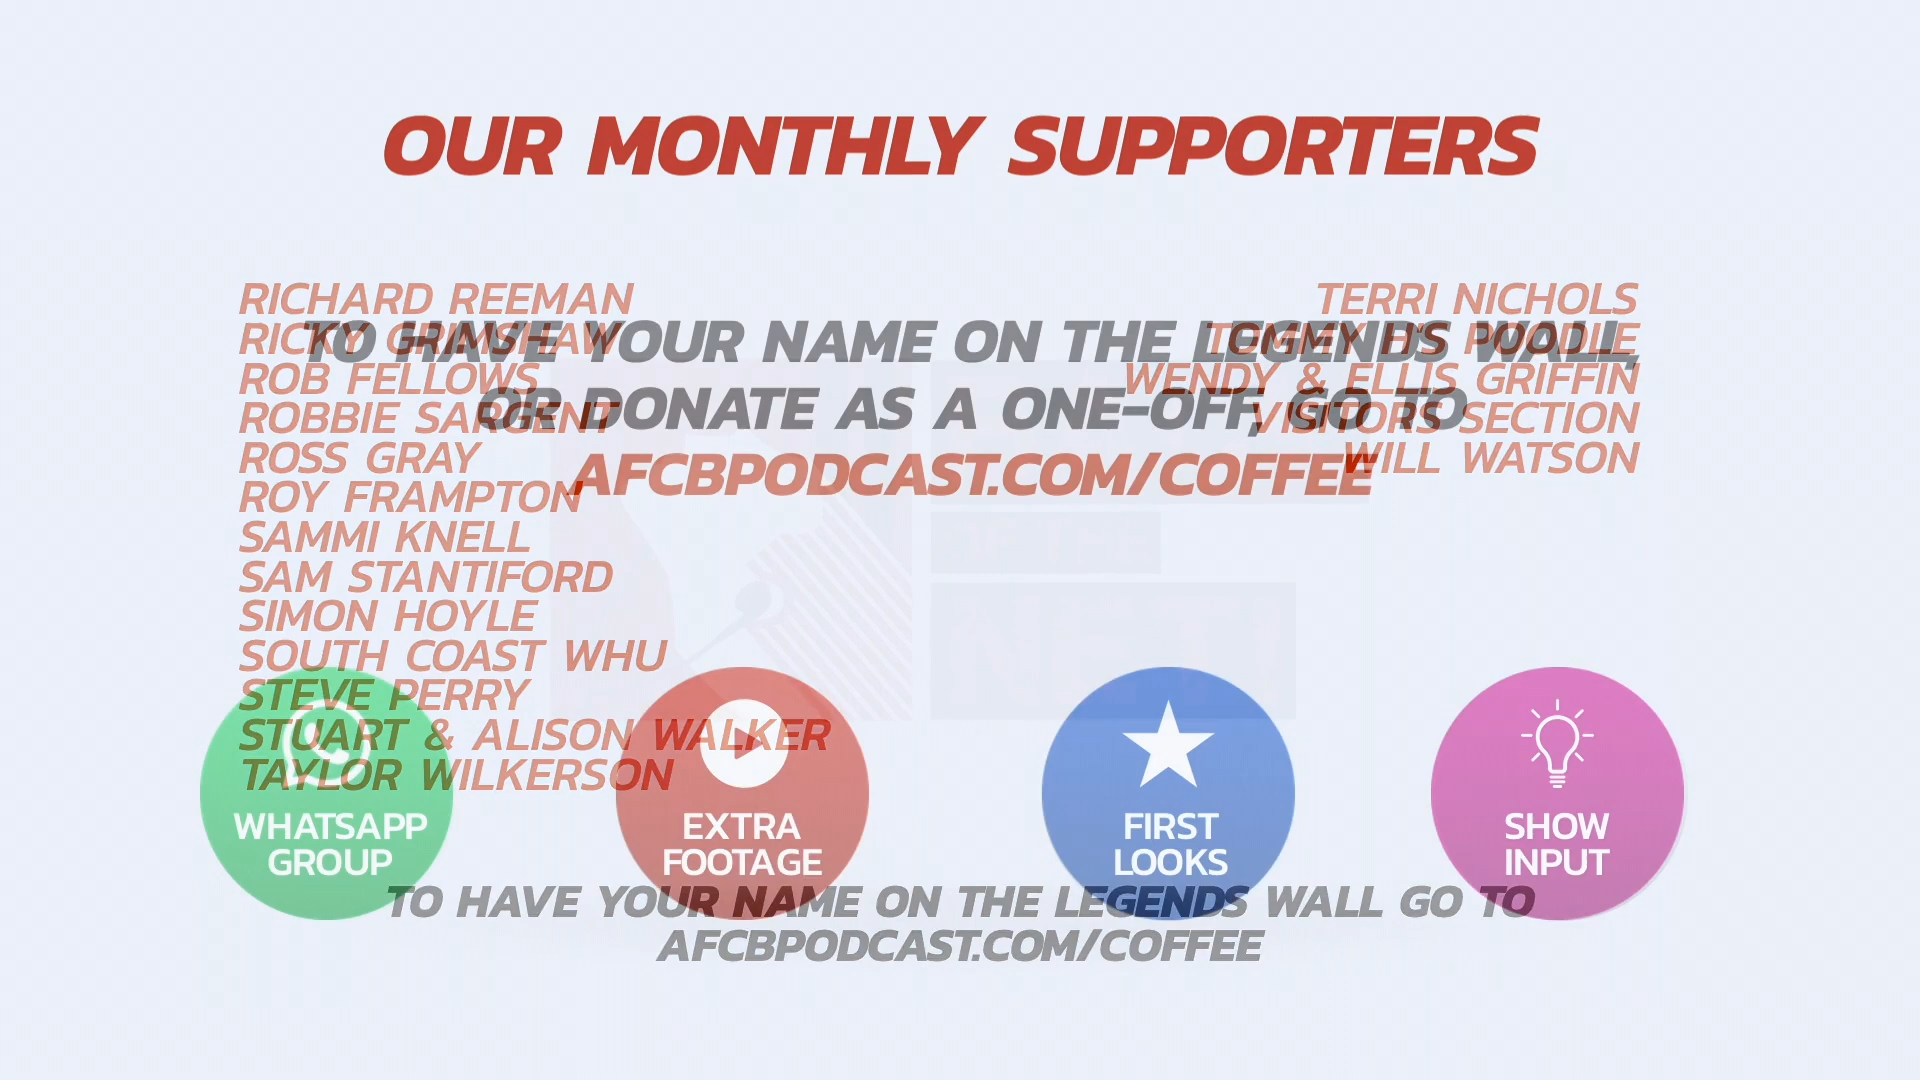 OUR MONTHLY SUPPORTERS
RICHARD REEMAN
RICKY GRIMSHAW
ROB FELLOWS
ROBBIE SARGENT
ROSS GRAY
ROY FRAMPTON
SAMMI KNELL
SAM STANTIFORD
SIMON HOYLE
SOUTH COAST WHU
STEVE PERRY
STUART & ALISON WALKER
TAYLOR WILKERSON
TERRI NICHOLS
TOMMY H'S POODLE
WENDY & ELLIS GRIFFIN
VISITORS SECTION
WILL WATSON
TO HAVE YOUR NAME ON THE LEGENDS WALL,
OR DONATE AS A ONE-OFF, GO TO
AFCBPODCAST.COM/COFFEE
WHATSAPP
GROUP
EXTRA
FOOTAGE
FIRST
LOOKS
SHOW
INPUT
TO HAVE YOUR NAME ON THE LEGENDS WALL GO TO
AFCBPODCAST.COM/COFFEE